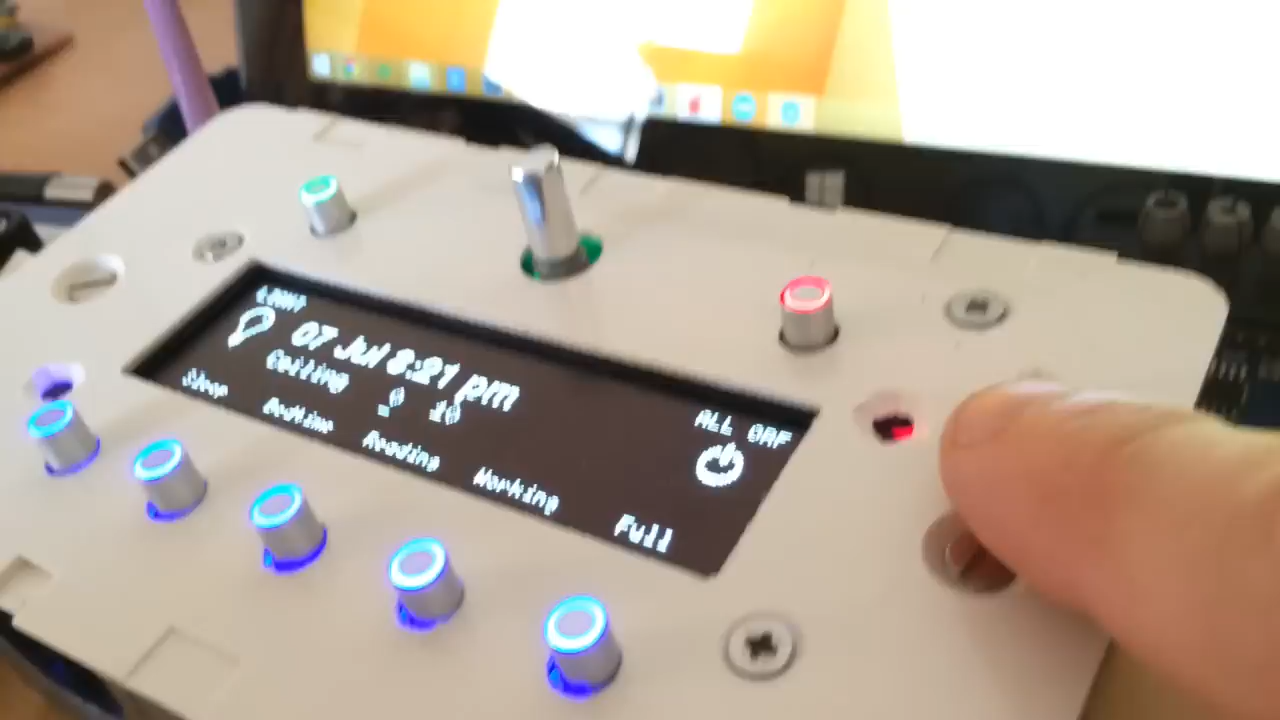 07 Jul 8:21 pm
Ceiling
ALL OFF
Sleep
Bedtime
Reading
Working
Full